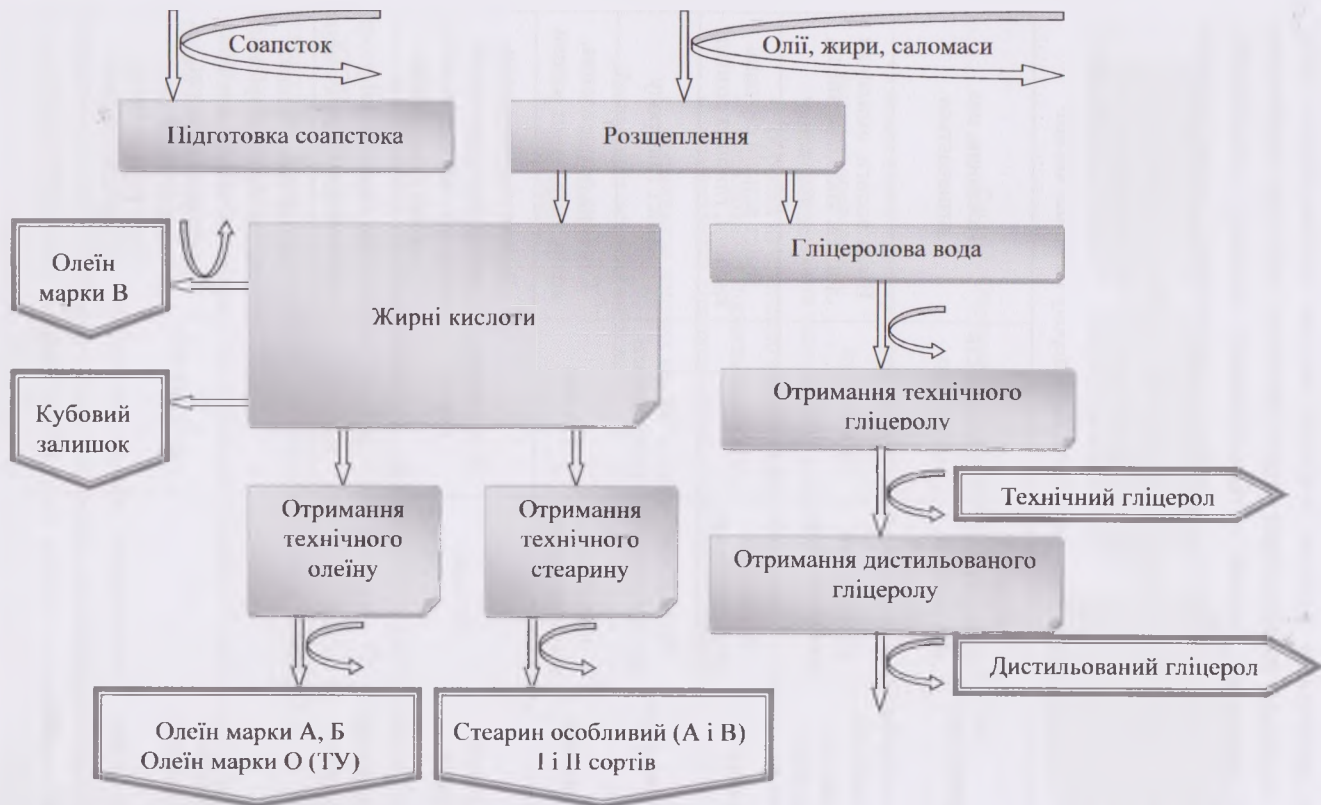 Соапсток
Олії, жири, саломаси
Підготовка соапстока
Розщеплення
Олеїн
марки В
Жирні кислоти
Гліцеролова вода
Кубовий
залишок
Отримання технічного
гліцеролу
Технічний гліцерол
Отримання
технічного
олеїну
Отримання
технічного
стеарину
Отримання дистильованого
гліцеролу
Дистильований гліцерол
Олеїн марки А, Б
Олеїн марки О (ТУ)
Стеарин особливий (А і В)
І і ІІ сортів